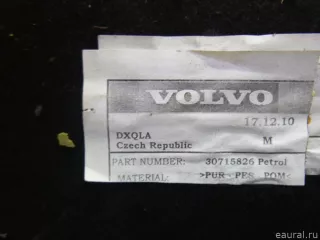 VOLVO
17.12.10
DXQLA
Czech Republic M
PART NUMBER: 30715826 Petrol
MATERIAL: >PUR - PES, POM<
eaural.ru